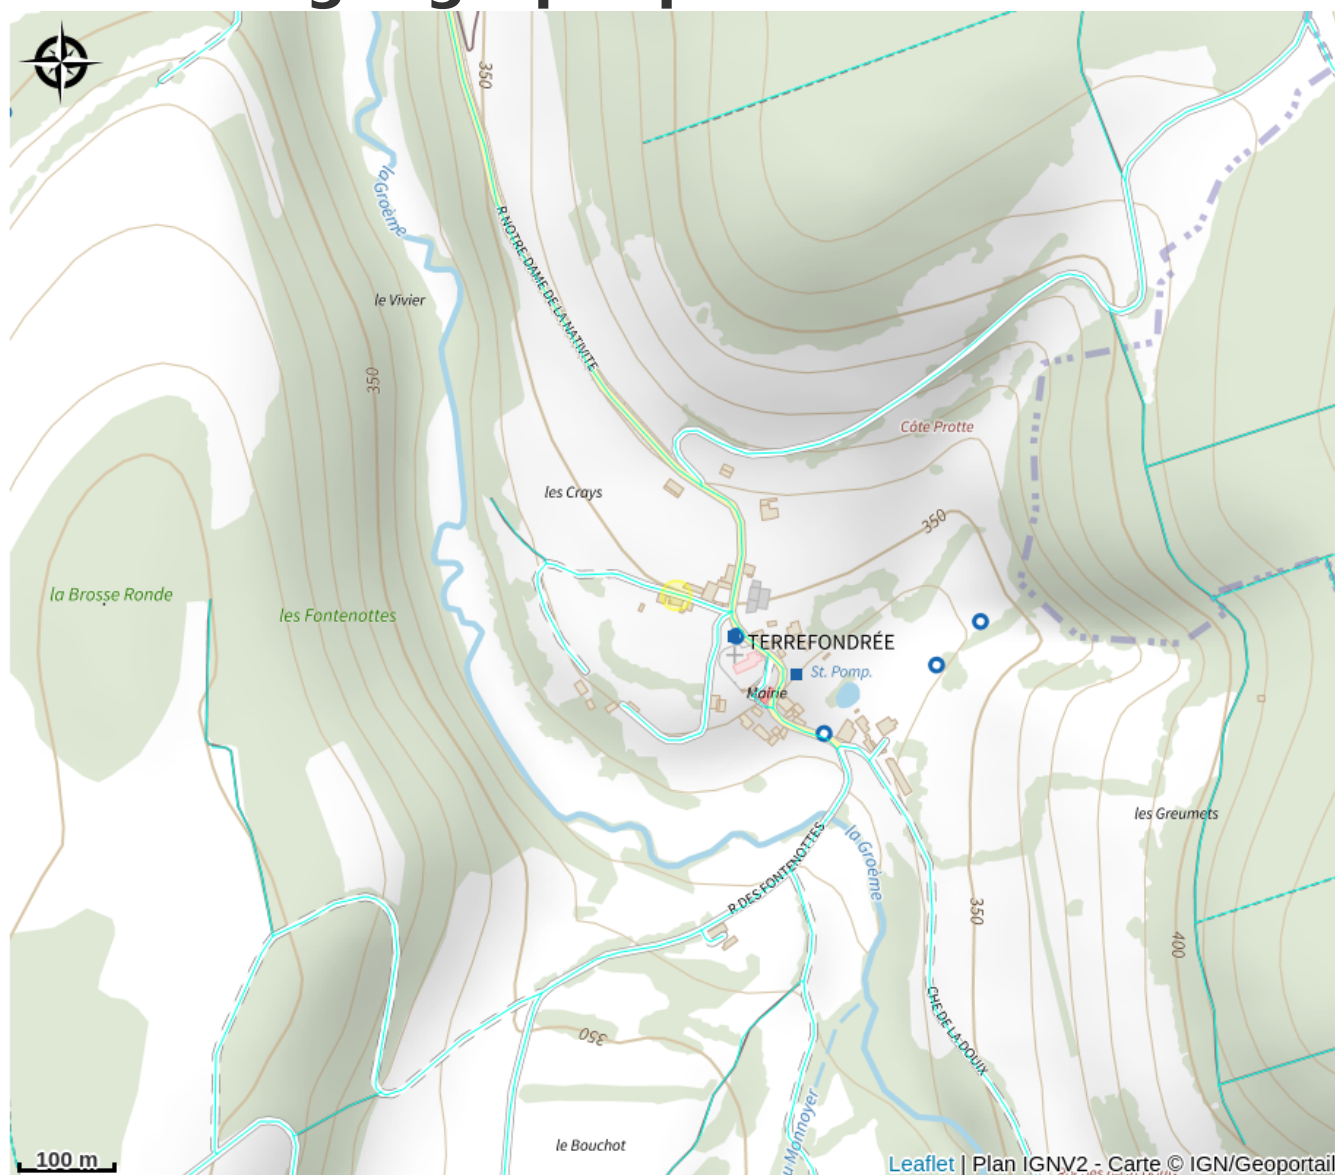 350
la Groème
R NOTRE-DAME DE LA NATIVITE
le Vivier
350
Côte Protte
les Crays
350
la Brosse Ronde
les Fontenottes
TERREFONDRÉE
St. Pomp.
Mairie
les Greumets
la Groème
R DES FONTENOTTES
350
400
CHE DE LA DOUIX
350
u Monnoyer
le Bouchot
100 m
Leaflet | Plan IGNV2 - Carte © IGN/Geoportail